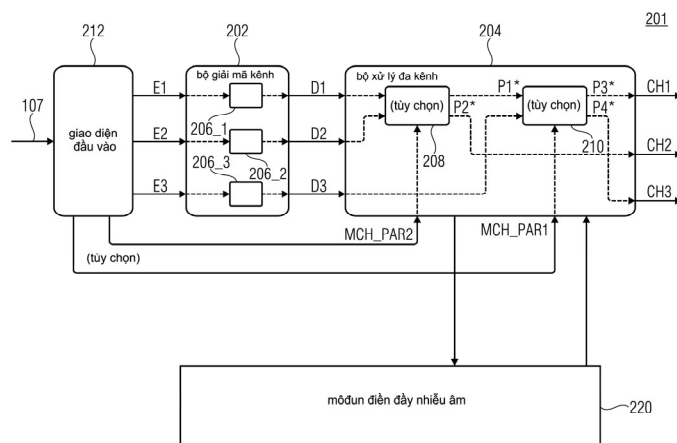 201
212
202
204
bộ giải mã kênh
bộ xử lý đa kênh
E1
D1
P1*
P3*
CH1
(tùy chọn)
P2*
(tùy chọn)
P4*
107
giao diện
đầu vào
E2
206_1
D2
208
210
CH2
206_3
206_2
E3
D3
CH3
MCH_PAR2
MCH_PAR1
(tùy chọn)
môđun điền đầy nhiễu âm
220